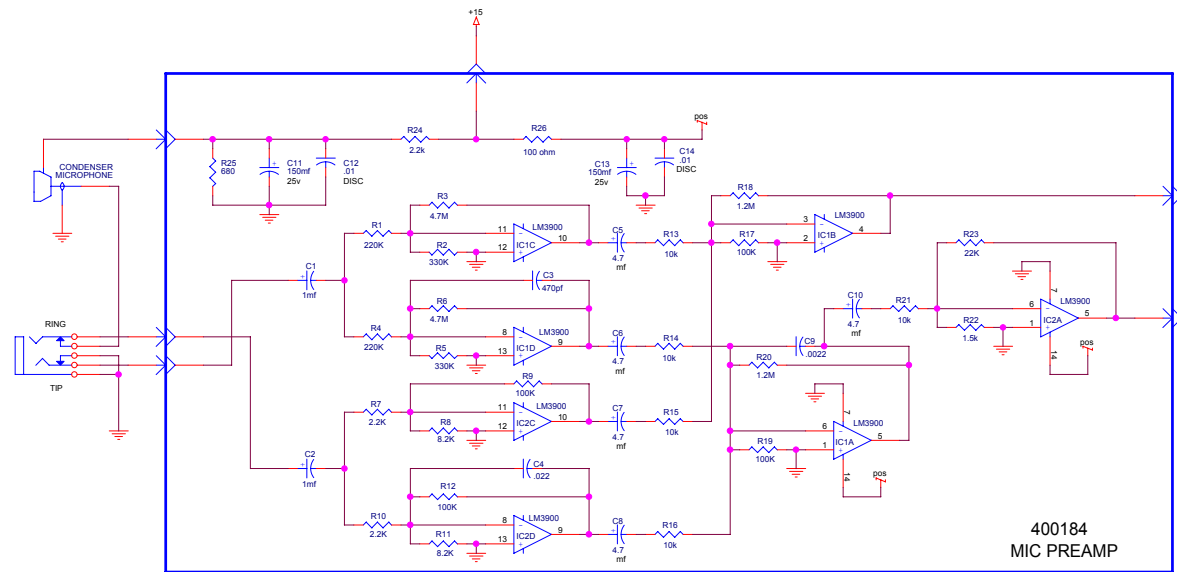 +15
pos
R24
2.2k
R26
100 ohm
CONDENSER
MICROPHONE
R25
680
C11
150mf
25v
C12
.01
DISC
C13
150mf
25v
C14
.01
DISC
R3
4.7M
R1
220K
R2
330K
11
12
10
LM3900
IC1C
C5
4.7
mf
R13
10k
R18
1.2M
R17
100K
3
2
4
LM3900
IC1B
C1
1mf
C3
470pf
R6
4.7M
R4
220K
R5
330K
8
13
9
LM3900
IC1D
C6
4.7
mf
R14
10k
C9
.0022
R20
1.2M
C10
4.7
mf
R21
10k
R23
22K
R22
1.5k
7
6
1
5
14
LM3900
IC2A
pos
RING
TIP
R9
100K
R7
2.2K
R8
8.2K
11
12
10
LM3900
IC2C
C7
4.7
mf
R15
10k
R19
100K
7
6
1
5
14
LM3900
IC1A
pos
C2
1mf
C4
.022
R12
100K
R10
2.2K
R11
8.2K
8
13
9
LM3900
IC2D
C8
4.7
mf
R16
10k
400184
MIC PREAMP